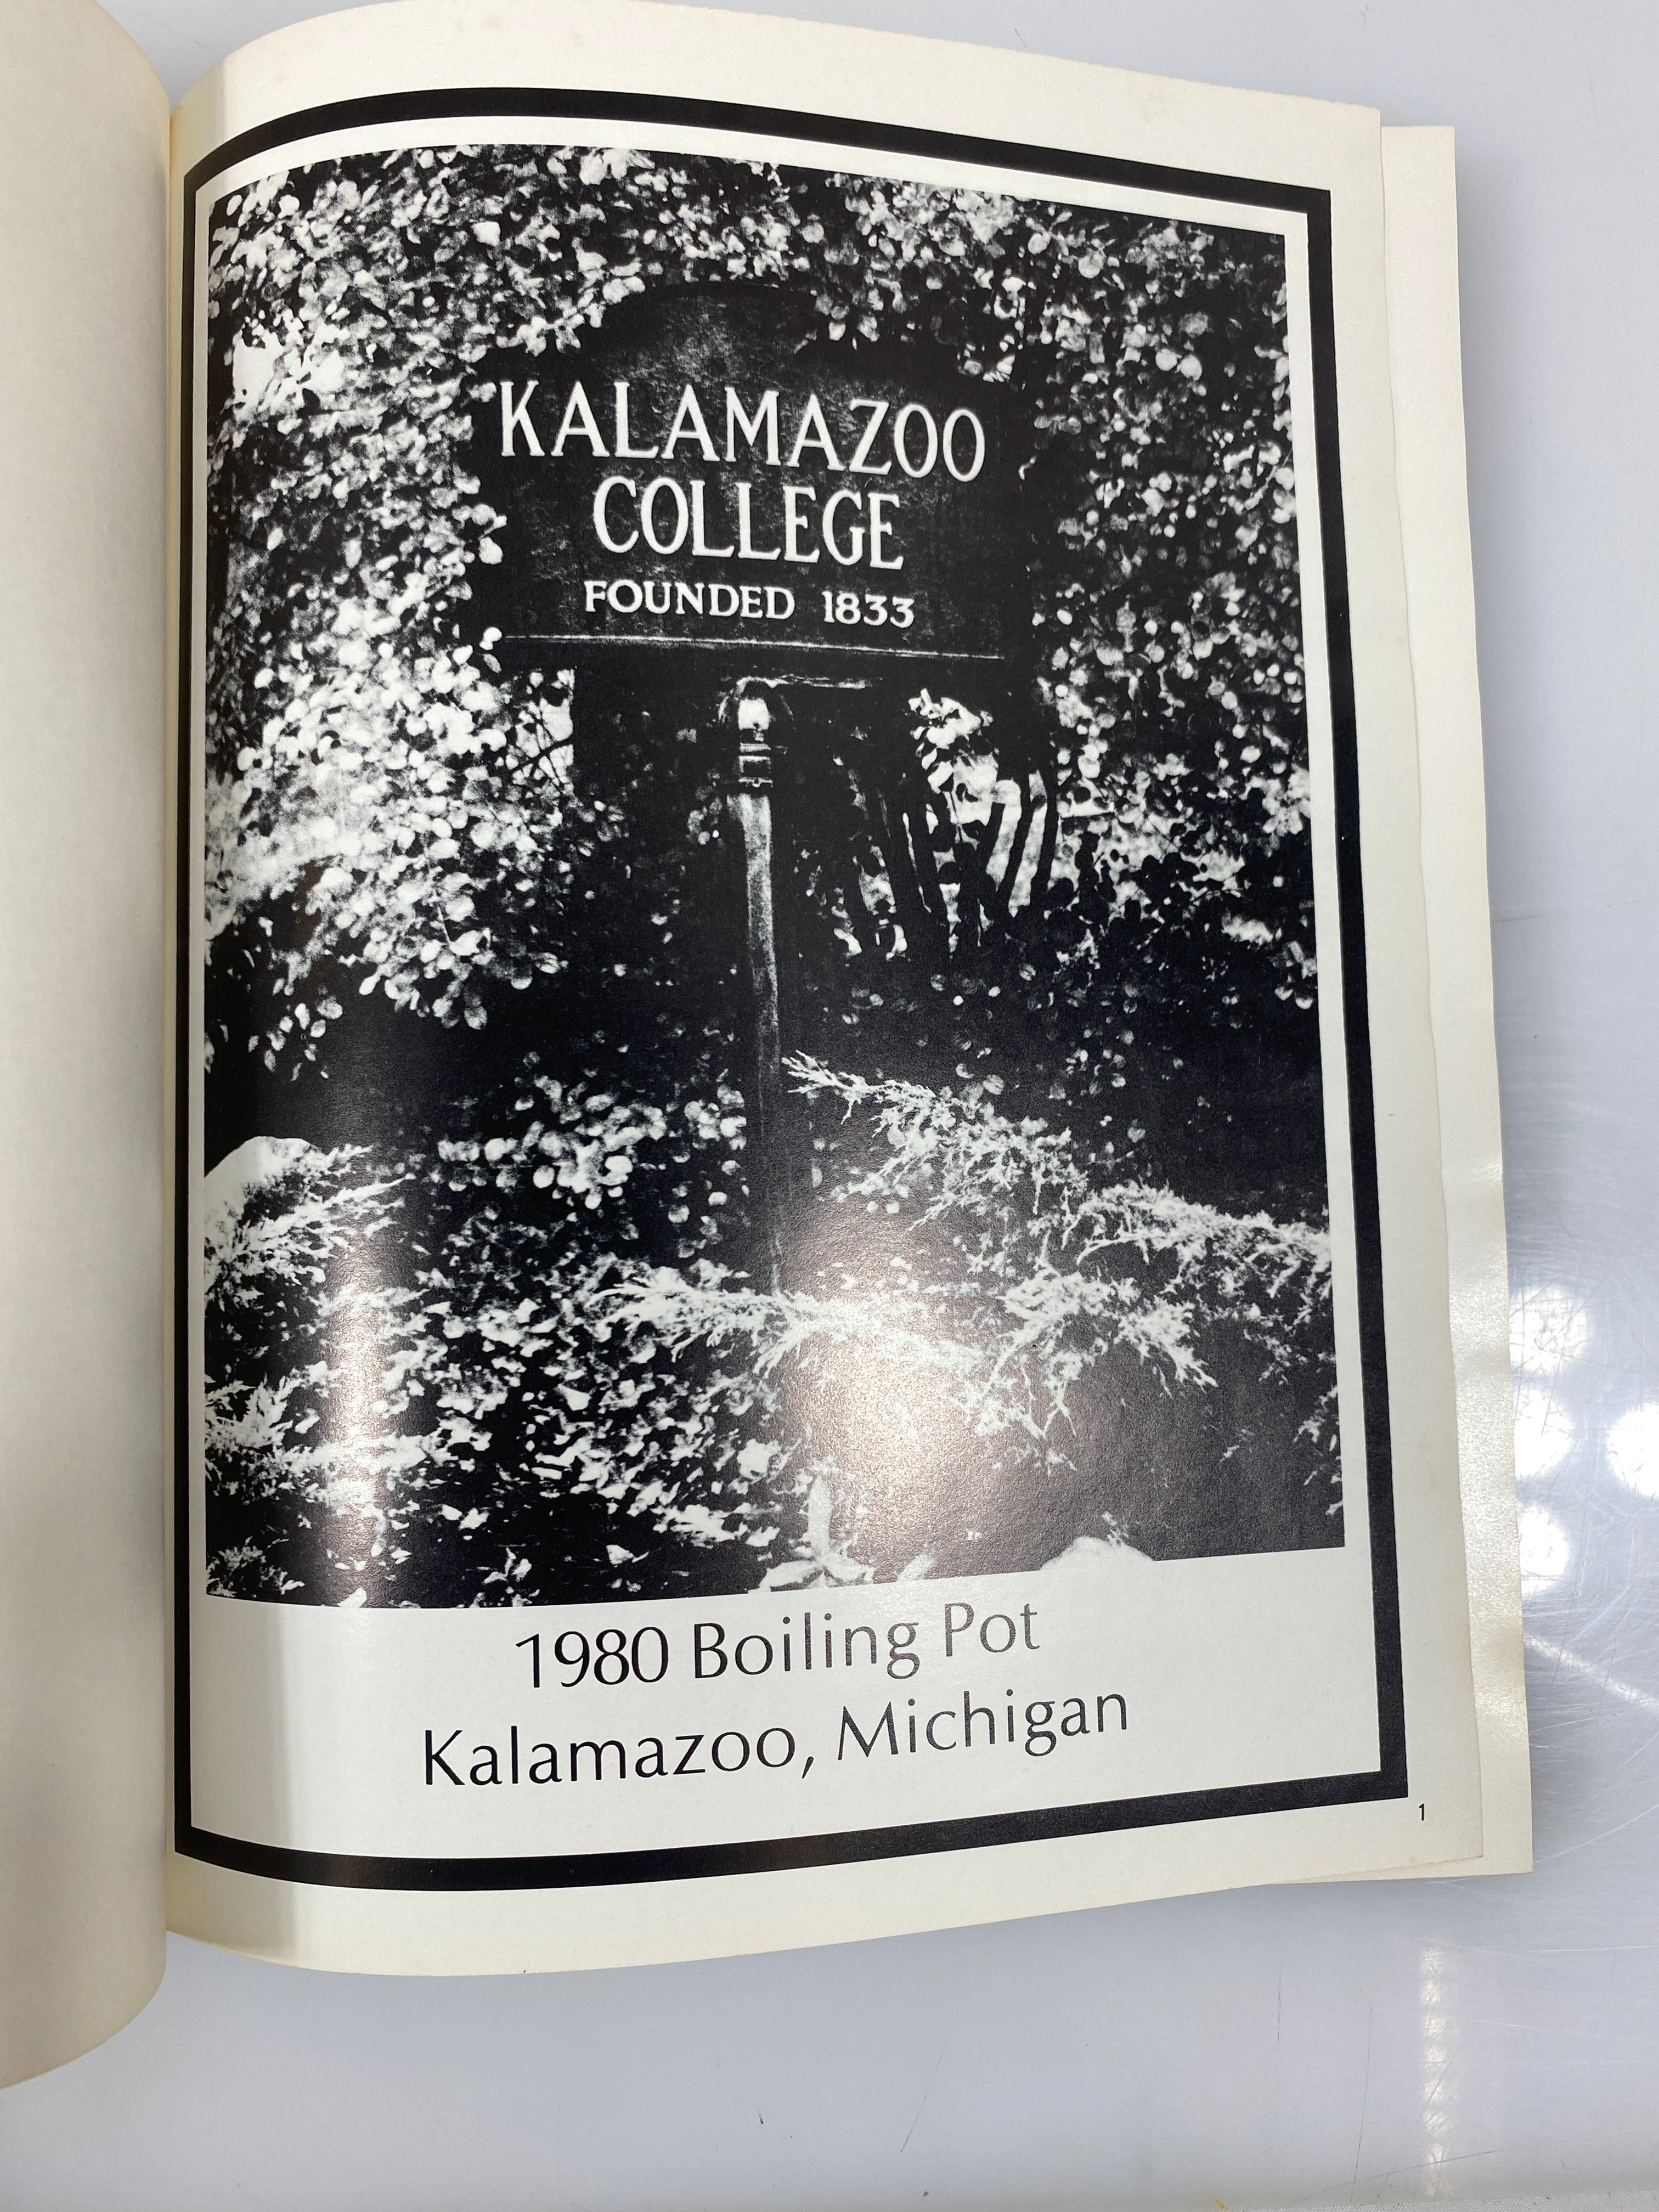 KALAMAZOO
COLLEGE
FOUNDED 1833
1980 Boiling Pot
Kalamazoo, Michigan
1